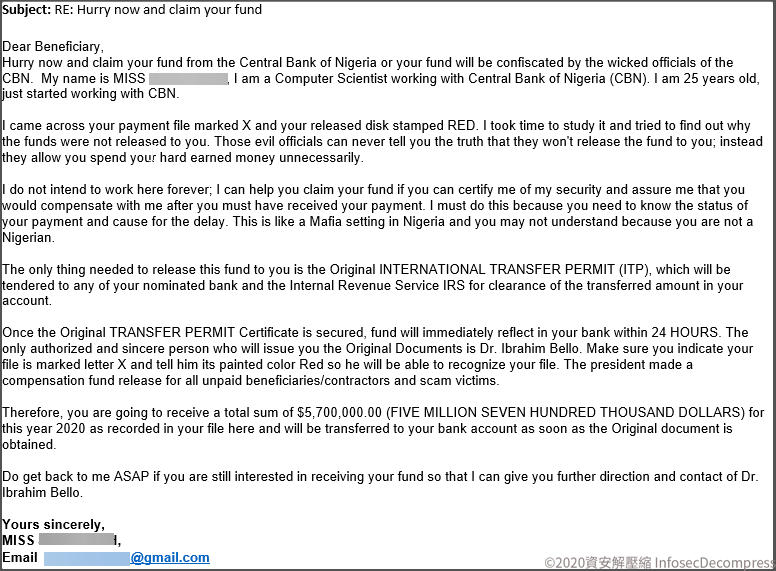 Subject: RE: Hurry now and claim your fund
Dear Beneficiary,
Hurry now and claim your fund from the Central Bank of Nigeria or your fund will be confiscated by the wicked officials of the
CBN. My name is MISS , I am a Computer Scientist working with Central Bank of Nigeria (CBN). I am 25 years old,
just started working with CBN.
I came across your payment file marked X and your released disk stamped RED. I took time to study it and tried to find out why
the funds were not released to you. Those evil officials can never tell you the truth that they won't release the fund to you; instead
they allow you spend your hard earned money unnecessarily.
I do not intend to work here forever; I can help you claim your fund if you can certify me of my security and assure me that you
would compensate with me after you must have received your payment. I must do this because you need to know the status of
your payment and cause for the delay. This is like a Mafia setting in Nigeria and you may not understand because you are not a
Nigerian.
The only thing needed to release this fund to you is the Original INTERNATIONAL TRANSFER PERMIT (ITP), which will be
tendered to any of your nominated bank and the Internal Revenue Service IRS for clearance of the transferred amount in your
account.
Once the Original TRANSFER PERMIT Certificate is secured, fund will immediately reflect in your bank within 24 HOURS. The
only authorized and sincere person who will issue you the Original Documents is Dr. Ibrahim Bello. Make sure you indicate your
file is marked letter X and tell him its painted color Red so he will be able to recognize your file. The president made a
compensation fund release for all unpaid beneficiaries/contractors and scam victims.
Therefore, you are going to receive a total sum of $5,700,000.00 (FIVE MILLION SEVEN HUNDRED THOUSAND DOLLARS) for
this year 2020 as recorded in your file here and will be transferred to your bank account as soon as the Original document is
obtained.
Do get back to me ASAP if you are still interested in receiving your fund so that I can give you further direction and contact of Dr.
Ibrahim Bello.
Yours sincerely,
MISS ,
Email @gmail.com
©2020資安解壓縮 InfosecDecompress